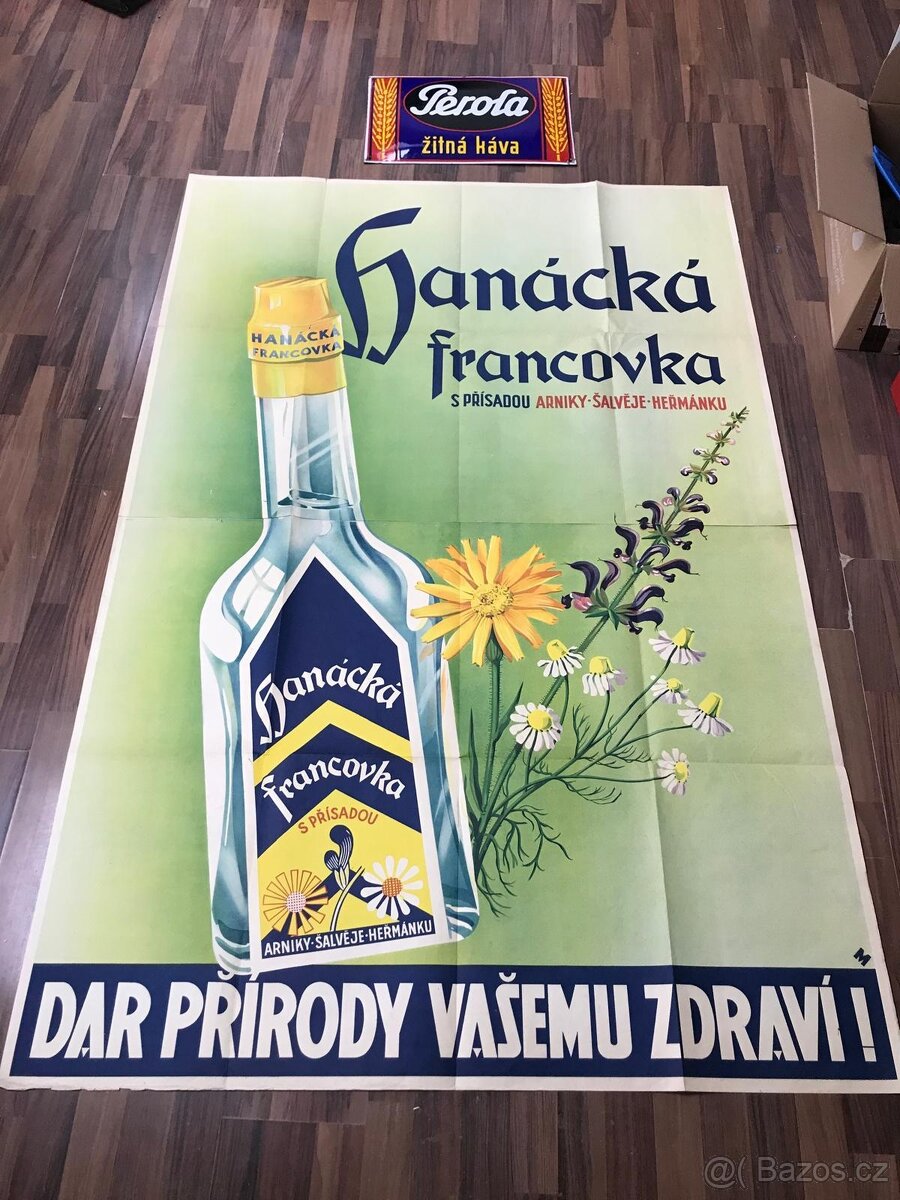 Perola
žitná káva
Hanácká
francovka
S PŘÍSADOU ARNIKY·ŠALVĚJE·HEŘMÁNKU
HANÁCKÁ
FRANCOVKA
Hanácká
francovka
S PŘÍSADOU
ARNIKY·ŠALVĚJE·HEŘMÁNKU
M
DAR PŘÍRODY VAŠEMU ZDRAVÍ!
@( Bazos.cz